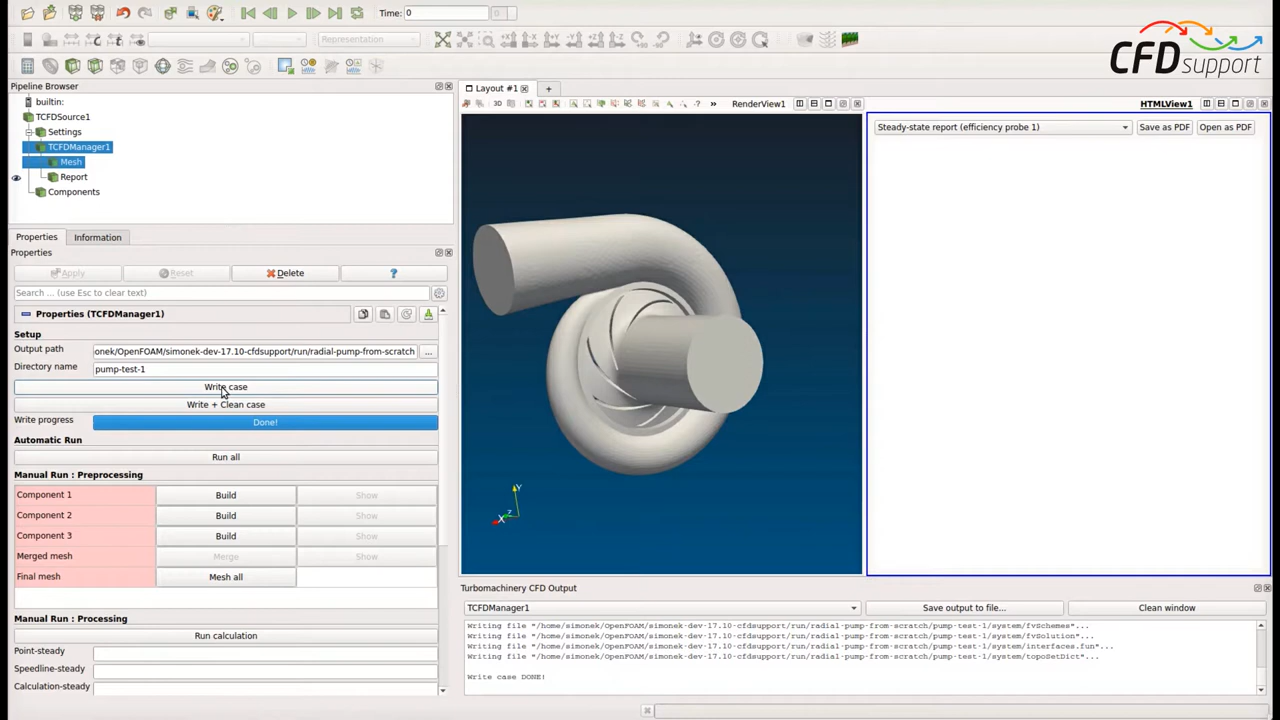 Time: 0
0
Representation
CFDsupport
Pipeline Browser
builtin:
TCFDSource1
Settings
TCFDManager1
Mesh
Report
Components
Layout #1
+
3D
»
RenderView1
HTMLView1
Steady-state report (efficiency probe 1)
Save as PDF
Open as PDF
Properties
Information
Properties
Apply
Reset
Delete
?
Search ... (use Esc to clear text)
Properties (TCFDManager1)
Setup
Output path onek/OpenFOAM/simonek-dev-17.10-cfdsupport/run/radial-pump-from-scratch ...
Directory name pump-test-1
Write case
Write + Clean case
Write progress Done!
Automatic Run
Run all
Manual Run : Preprocessing
Component 1 Build Show
Component 2 Build Show
Component 3 Build Show
Merged mesh Merge Show
Final mesh Mesh all
Manual Run : Processing
Run calculation
Point-steady
Speedline-steady
Calculation-steady
Y
Z
X
Turbomachinery CFD Output
TCFDManager1
Save output to file...
Clean window
Writing file "/home/simonek/OpenFOAM/simonek-dev-17.10-cfdsupport/run/radial-pump-from-scratch/pump-test-1/system/fvSchemes"...
Writing file "/home/simonek/OpenFOAM/simonek-dev-17.10-cfdsupport/run/radial-pump-from-scratch/pump-test-1/system/fvSolution"...
Writing file "/home/simonek/OpenFOAM/simonek-dev-17.10-cfdsupport/run/radial-pump-from-scratch/pump-test-1/system/interfaces.fun"...
Writing file "/home/simonek/OpenFOAM/simonek-dev-17.10-cfdsupport/run/radial-pump-from-scratch/pump-test-1/system/topoSetDict"...
Write case DONE!